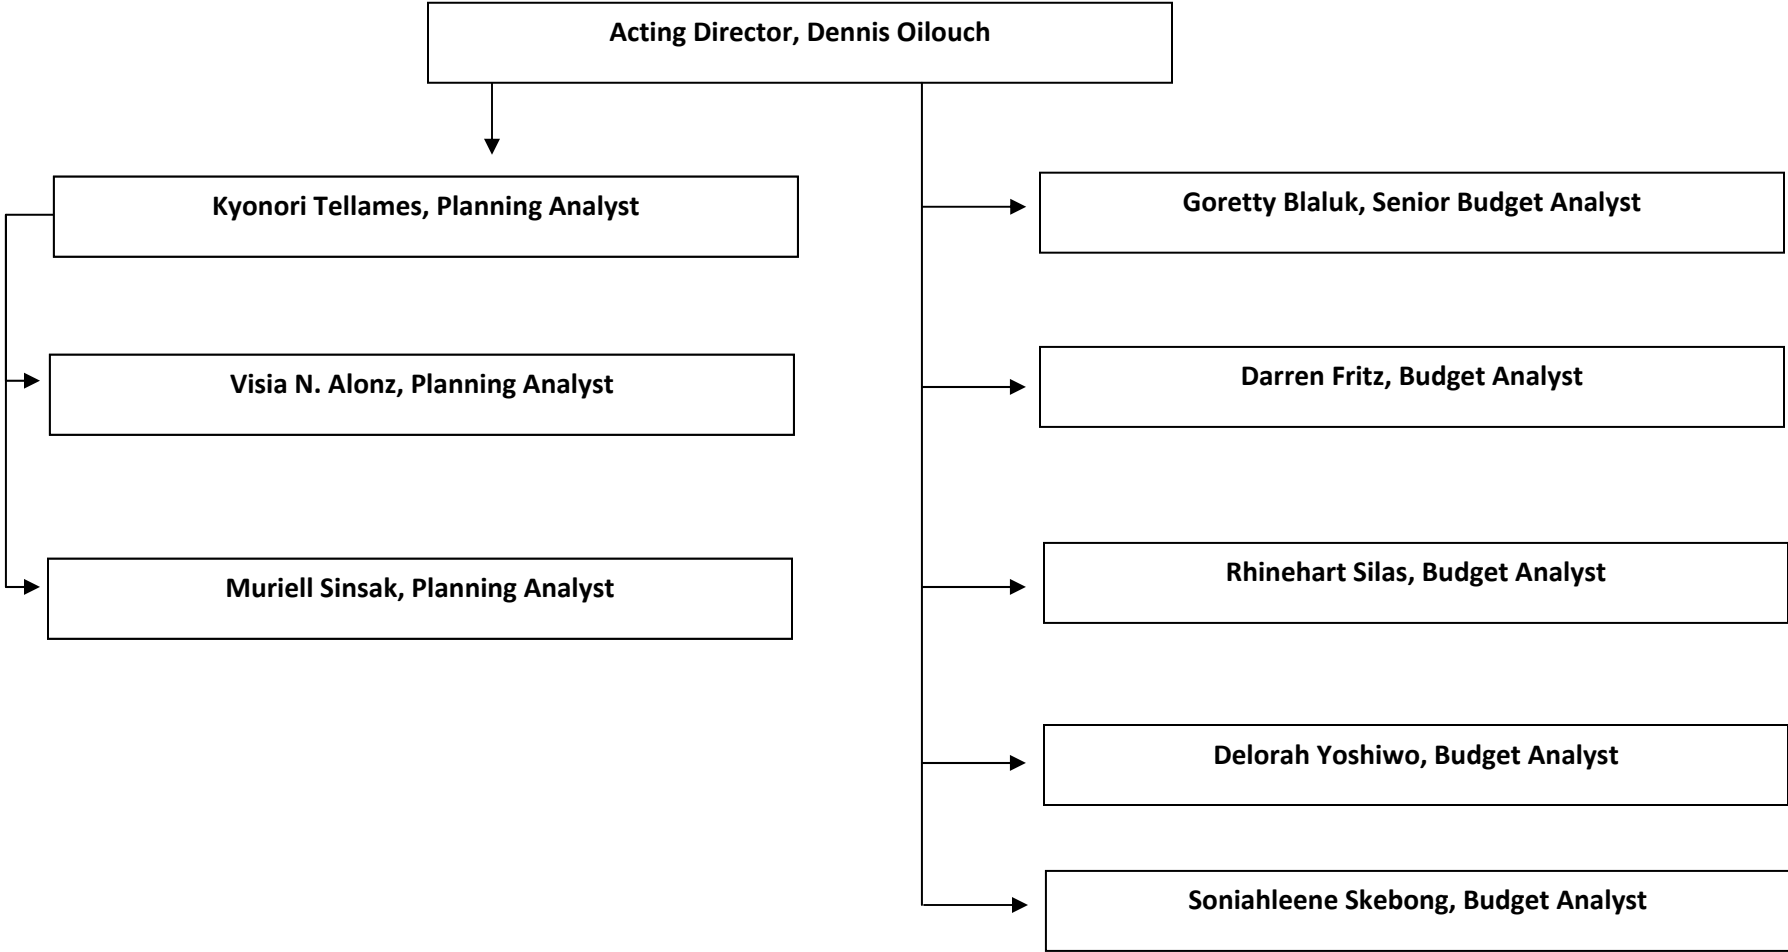 Acting Director, Dennis Oilouch
Kyonori Tellames, Planning Analyst
Visia N. Alonz, Planning Analyst
Muriell Sinsak, Planning Analyst
Goretty Blaluk, Senior Budget Analyst
Darren Fritz, Budget Analyst
Rhinehart Silas, Budget Analyst
Delorah Yoshiwo, Budget Analyst
Soniahleene Skebong, Budget Analyst